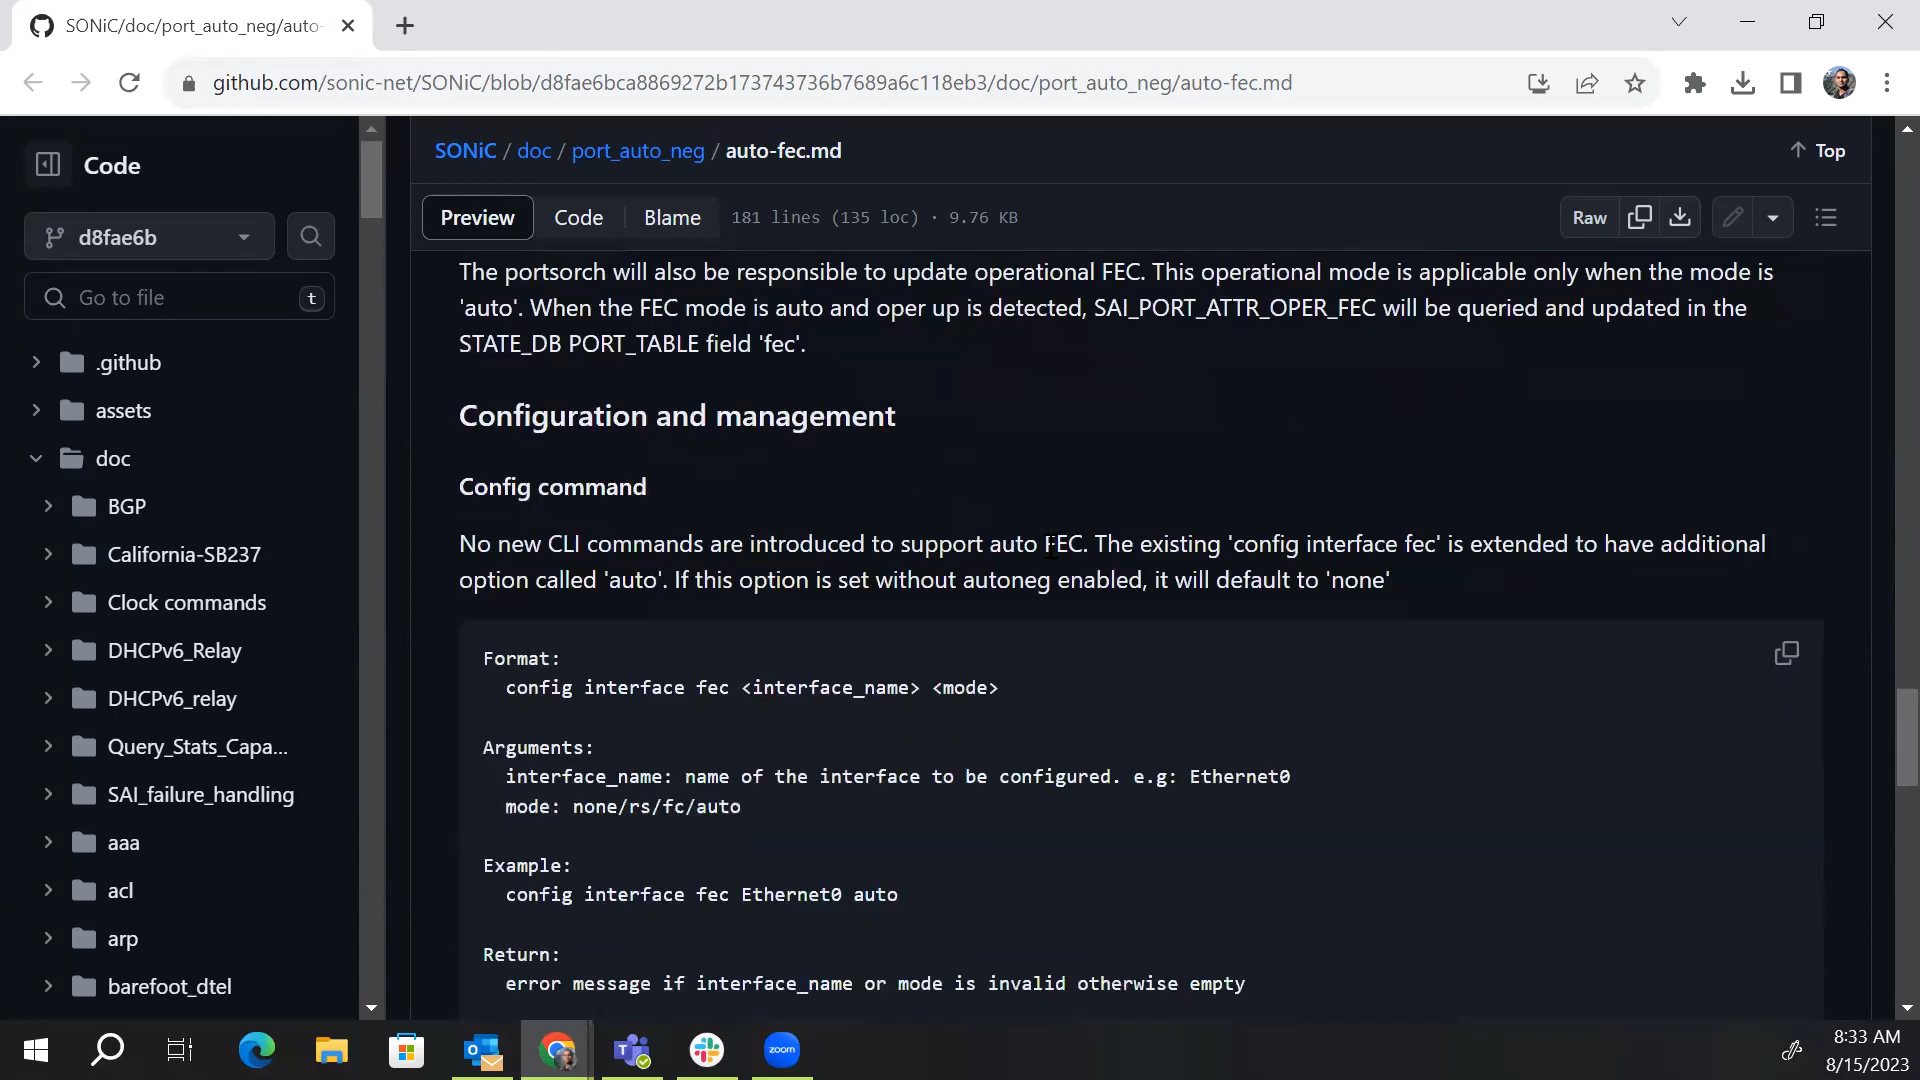 SONiC/doc/port_auto_neg/auto-
github.com/sonic-net/SONiC/blob/d8fae6bca8869272b173743736b7689a6c118eb3/doc/port_auto_neg/auto-fec.md
Code
d8fae6b
Go to file
t
.github
assets
doc
BGP
California-SB237
Clock commands
DHCPv6_Relay
DHCPv6_relay
Query_Stats_Capa...
SAI_failure_handling
aaa
acl
arp
barefoot_dtel
SONiC / doc / port_auto_neg / auto-fec.md
Top
Preview
Code
Blame
181 lines (135 loc) · 9.76 KB
Raw
The portsorch will also be responsible to update operational FEC. This operational mode is applicable only when the mode is
'auto'. When the FEC mode is auto and oper up is detected, SAI_PORT_ATTR_OPER_FEC will be queried and updated in the
STATE_DB PORT_TABLE field 'fec'.
Configuration and management
Config command
No new CLI commands are introduced to support auto FEC. The existing 'config interface fec' is extended to have additional
option called 'auto'. If this option is set without autoneg enabled, it will default to 'none'
Format:
config interface fec <interface_name> <mode>
Arguments:
interface_name: name of the interface to be configured. e.g: Ethernet0
mode: none/rs/fc/auto
Example:
config interface fec Ethernet0 auto
Return:
error message if interface_name or mode is invalid otherwise empty
zoom
8:33 AM
8/15/2023